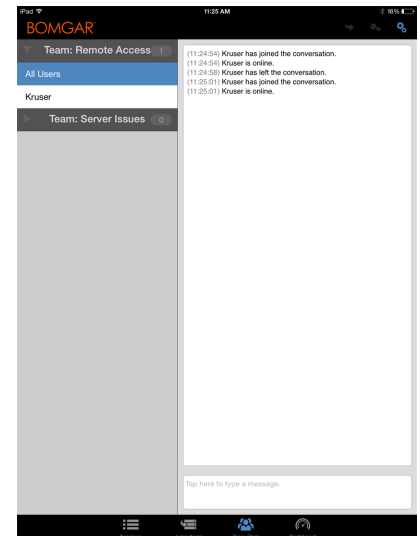 iPad
11:25 AM
16%
BOMGAR
Team: Remote Access 1
All Users
Kruser
Team: Server Issues 0
(11:24:54) Kruser has joined the conversation.
(11:24:54) Kruser is online.
(11:24:58) Kruser has left the conversation.
(11:25:01) Kruser has joined the conversation.
(11:25:01) Kruser is online.
Tap here to type a message.